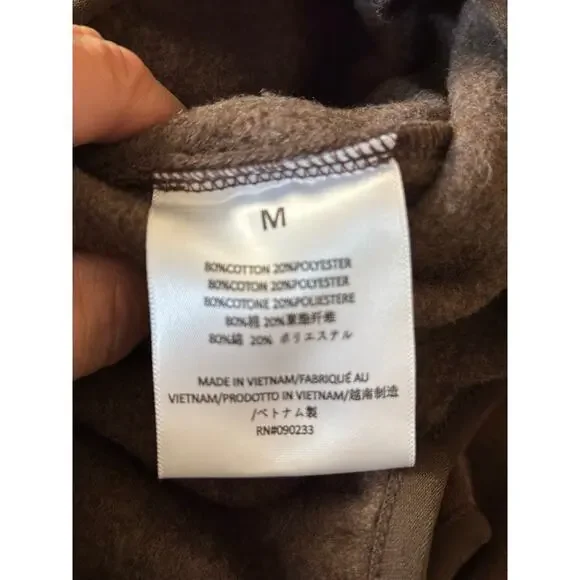 M
80%COTTON 20%POLYESTER
80%COTON 20%POLYESTER
80%COTONE 20%POLIESTERE
80%棉 20%聚酯纤维
80%綿 20% ポリエステル
MADE IN VIETNAM/FABRIQUÉ AU
VIETNAM/PRODOTTO IN VIETNAM/越南制造
/ベトナム製
RN#090233